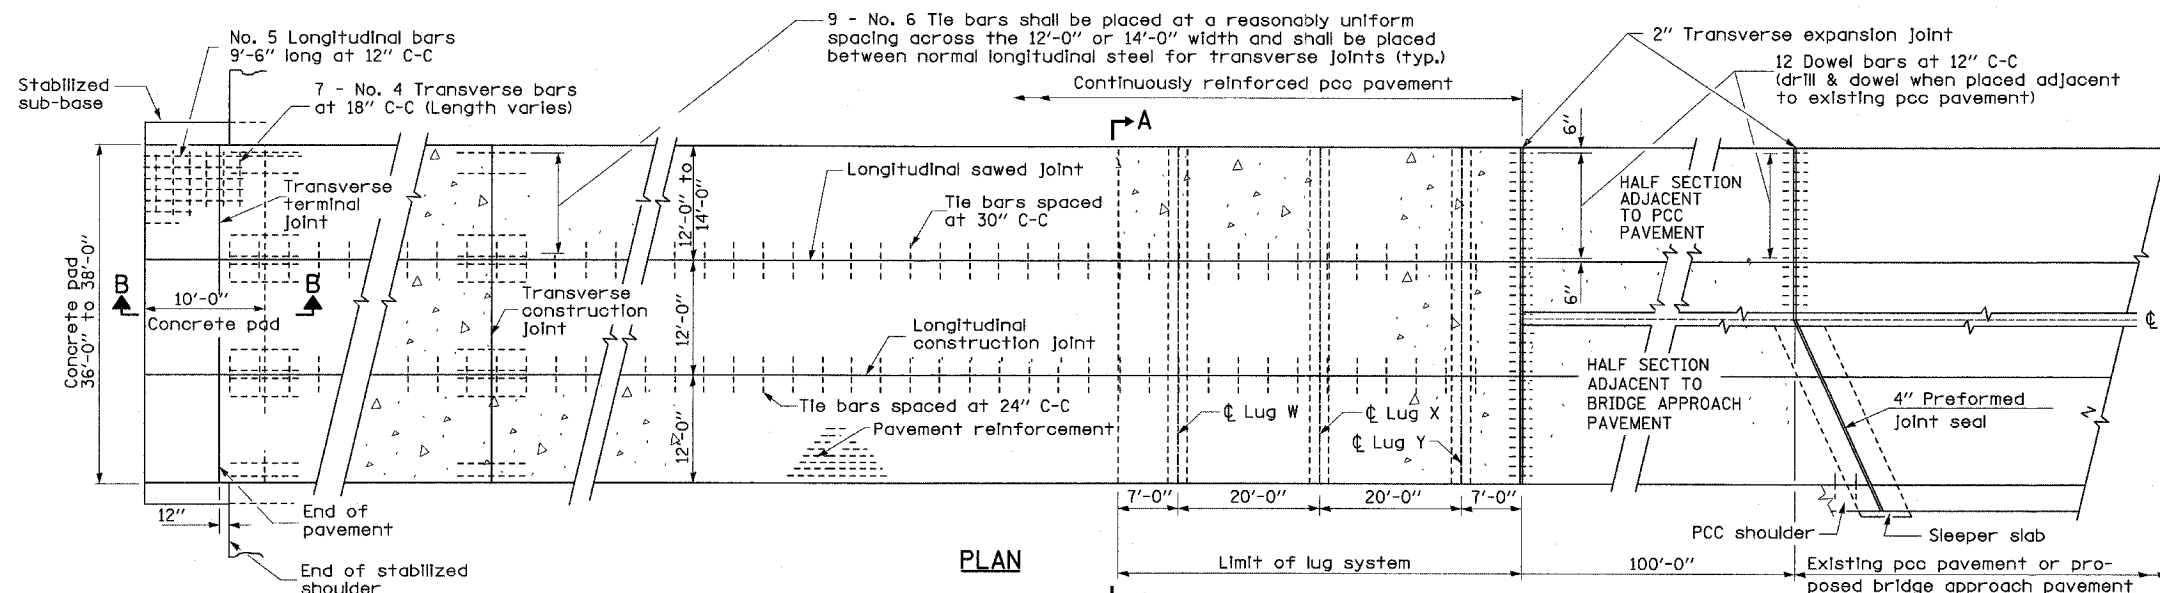 9 - No. 6 Tie bars shall be placed at a reasonably uniform
spacing across the 12'-0" or 14'-0" width and shall be placed
between normal longitudinal steel for transverse joints (typ.)
No. 5 Longitudinal bars
9'-6" long at 12" C-C
2" Transverse expansion joint
12 Dowel bars at 12" C-C
(drill & dowel when placed adjacent
to existing pcc pavement)
Stabilized
sub-base
7 - No. 4 Transverse bars
at 18" C-C (Length varies)
Continuously reinforced pcc pavement
A
6"
Longitudinal sawed joint
Transverse
terminal
joint
12'-0" to
14'-0"
Tie bars spaced
at 30" C-C
HALF SECTION
ADJACENT
TO PCC
PAVEMENT
Concrete pad
36'-0" to 38'-0"
B
B
10'-0"
Concrete pad
Transverse
construction
joint
12'-0"
6"
Longitudinal
construction joint
℄
HALF SECTION
ADJACENT TO
BRIDGE APPROACH
PAVEMENT
Tie bars spaced at 24" C-C
Pavement reinforcement
12'-0"
℄ Lug W
℄ Lug X
℄ Lug Y
4" Preformed
joint seal
7'-0"
20'-0"
20'-0"
7'-0"
12"
End of
pavement
PCC shoulder
Sleeper slab
End of stabilized
shoulder
PLAN
Limit of lug system
100'-0"
Existing pcc pavement or pro-
posed bridge approach pavement